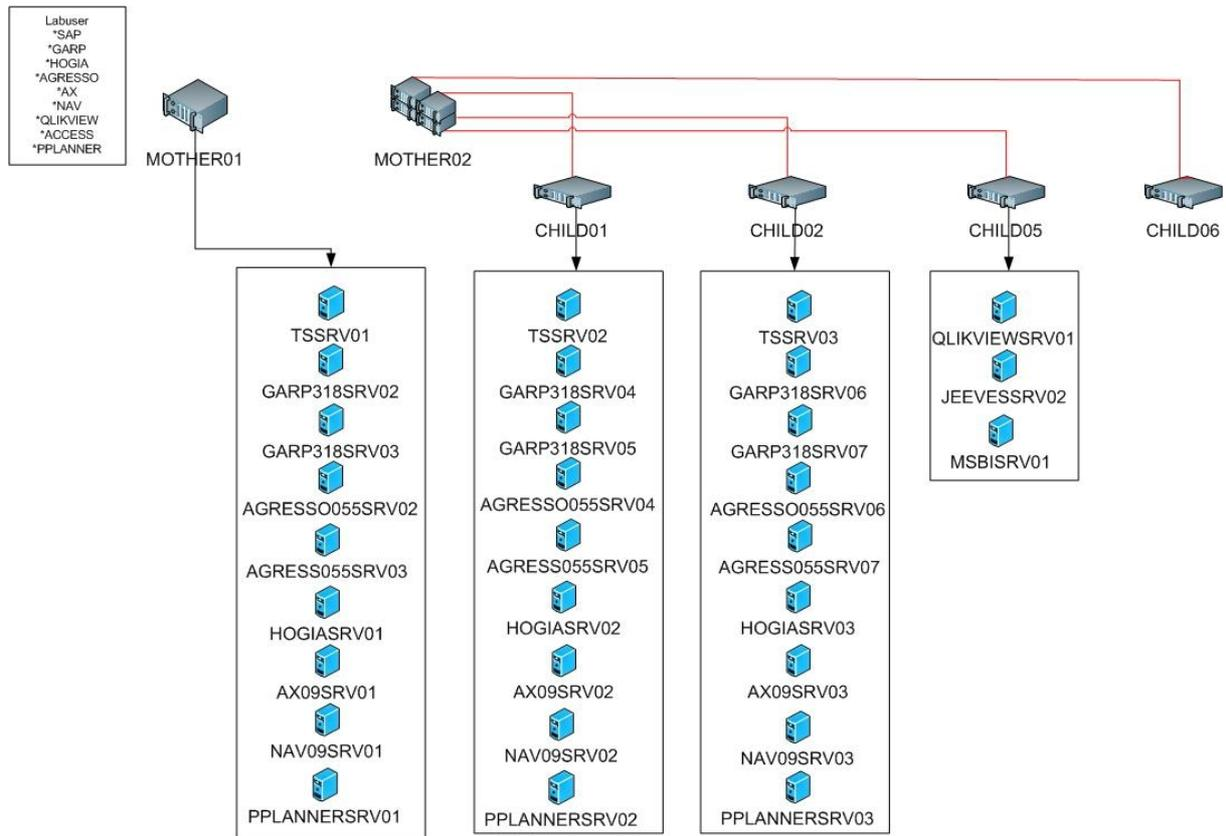 Labuser
*SAP
*GARP
*HOGIA
*AGRESSO
*AX
*NAV
*QLIKVIEW
*ACCESS
*PPLANNER
MOTHER01
MOTHER02
CHILD01
CHILD02
CHILD05
CHILD06
TSSRV01
GARP318SRV02
GARP318SRV03
AGRESSO055SRV02
AGRESS055SRV03
HOGIASRV01
AX09SRV01
NAV09SRV01
PPLANNERSRV01
TSSRV02
GARP318SRV04
GARP318SRV05
AGRESSO055SRV04
AGRESS055SRV05
HOGIASRV02
AX09SRV02
NAV09SRV02
PPLANNERSRV02
TSSRV03
GARP318SRV06
GARP318SRV07
AGRESSO055SRV06
AGRESS055SRV07
HOGIASRV03
AX09SRV03
NAV09SRV03
PPLANNERSRV03
QLIKVIEWSRV01
JEEVESSRV02
MSBISRV01